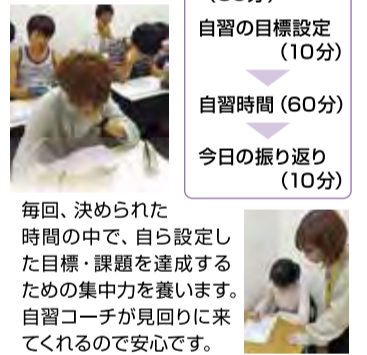 自習の目標設定
(10分)
自習時間(60分)
今日の振り返り
(10分)
毎回、決められた
時間の中で、自ら設定し
た目標・課題を達成する
ための集中力を養います。
自習コーチが見回りに来
てくれるので安心です。